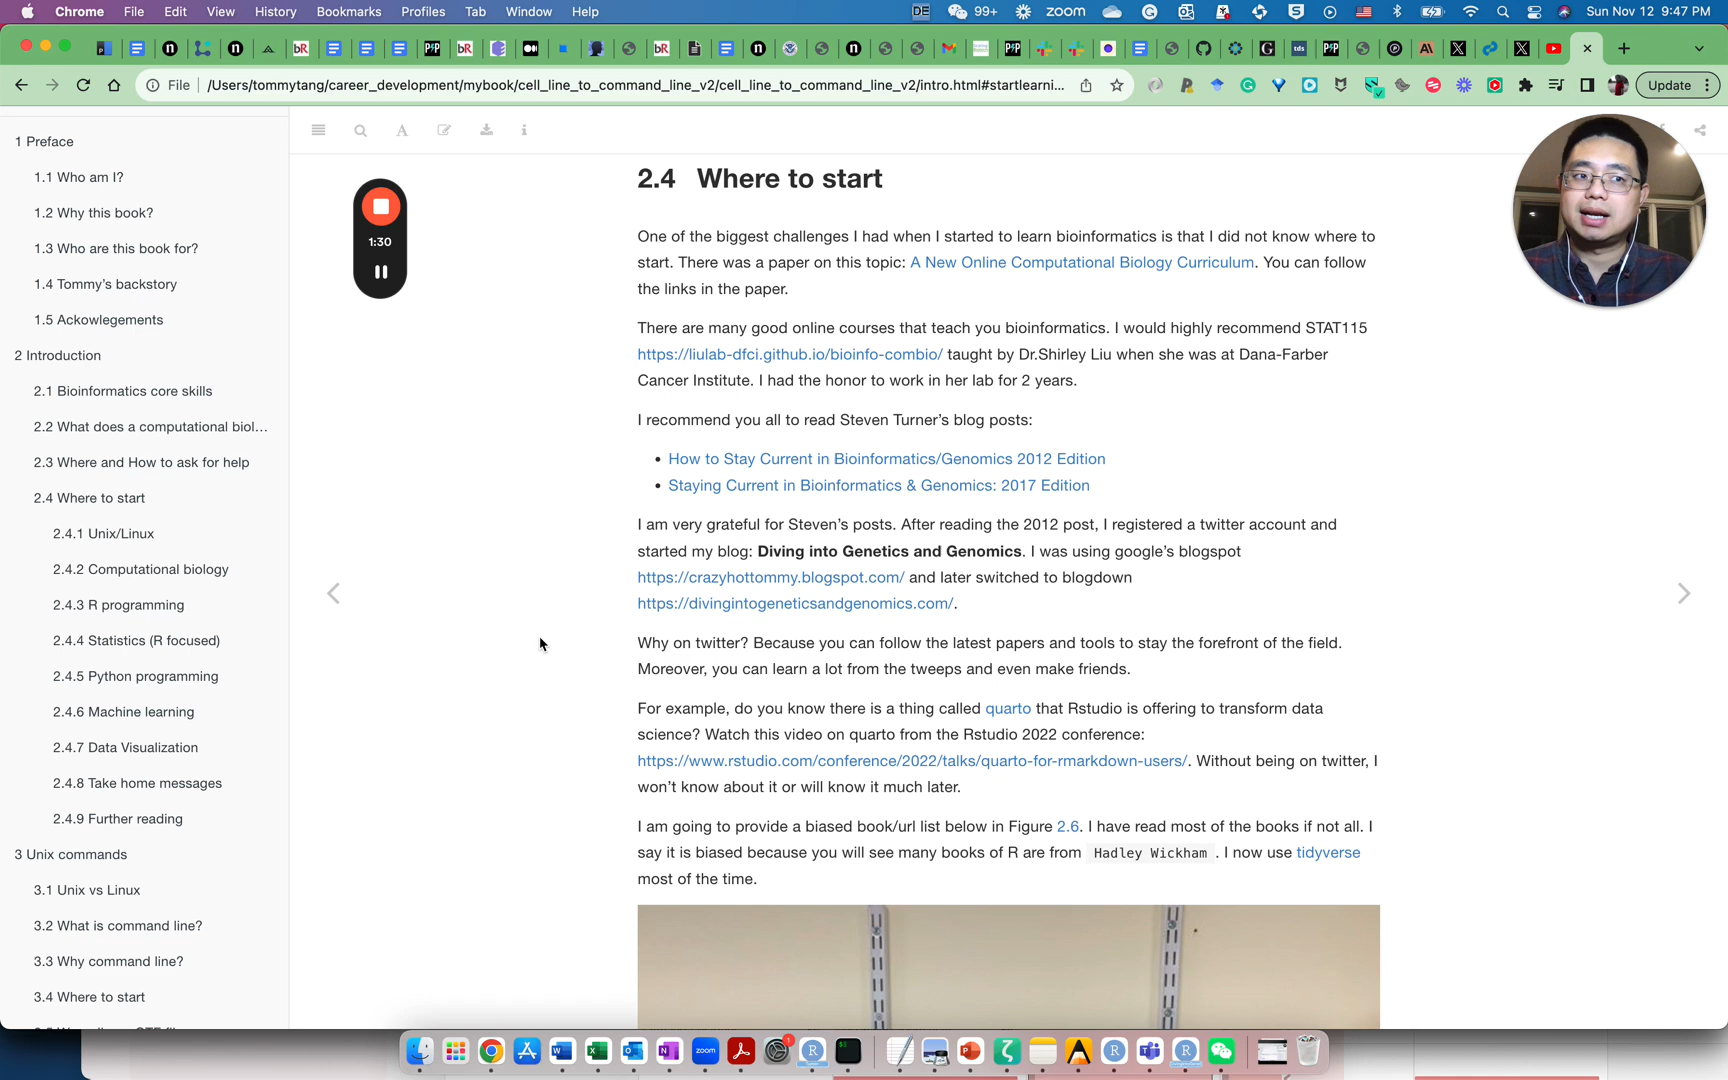 Chrome File Edit View History Bookmarks Profiles Tab Window Help
DE 99+ zoom Sun Nov 12 9:47 PM
File /Users/tommytang/career_development/mybook/cell_line_to_command_line_v2/cell_line_to_command_line_v2/intro.html#startlearni... Update
1 Preface
1.1 Who am I?
1.2 Why this book?
1.3 Who are this book for?
1.4 Tommy's backstory
1.5 Ackowlegements
2 Introduction
2.1 Bioinformatics core skills
2.2 What does a computational biol...
2.3 Where and How to ask for help
2.4 Where to start
2.4.1 Unix/Linux
2.4.2 Computational biology
2.4.3 R programming
2.4.4 Statistics (R focused)
2.4.5 Python programming
2.4.6 Machine learning
2.4.7 Data Visualization
2.4.8 Take home messages
2.4.9 Further reading
3 Unix commands
3.1 Unix vs Linux
3.2 What is command line?
3.3 Why command line?
3.4 Where to start
1:30
2.4 Where to start
One of the biggest challenges I had when I started to learn bioinformatics is that I did not know where to
start. There was a paper on this topic: A New Online Computational Biology Curriculum. You can follow
the links in the paper.
There are many good online courses that teach you bioinformatics. I would highly recommend STAT115
https://liulab-dfci.github.io/bioinfo-combio/ taught by Dr.Shirley Liu when she was at Dana-Farber
Cancer Institute. I had the honor to work in her lab for 2 years.
I recommend you all to read Steven Turner's blog posts:
• How to Stay Current in Bioinformatics/Genomics 2012 Edition
• Staying Current in Bioinformatics & Genomics: 2017 Edition
I am very grateful for Steven's posts. After reading the 2012 post, I registered a twitter account and
started my blog: Diving into Genetics and Genomics. I was using google's blogspot
https://crazyhottommy.blogspot.com/ and later switched to blogdown
https://divingintogeneticsandgenomics.com/.
Why on twitter? Because you can follow the latest papers and tools to stay the forefront of the field.
Moreover, you can learn a lot from the tweeps and even make friends.
For example, do you know there is a thing called quarto that Rstudio is offering to transform data
science? Watch this video on quarto from the Rstudio 2022 conference:
https://www.rstudio.com/conference/2022/talks/quarto-for-rmarkdown-users/. Without being on twitter, I
won't know about it or will know it much later.
I am going to provide a biased book/url list below in Figure 2.6. I have read most of the books if not all. I
say it is biased because you will see many books of R are from Hadley Wickham . I now use tidyverse
most of the time.
zoom